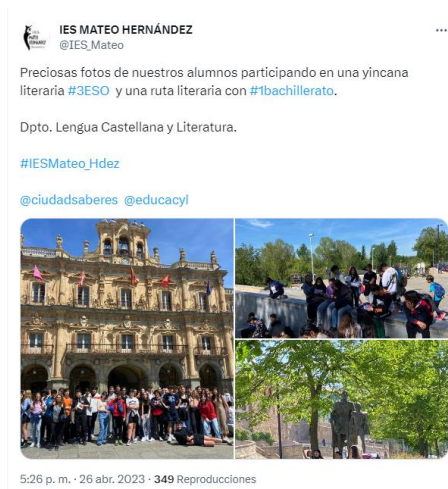 IES MATEO HERNÁNDEZ
@IES_Mateo
Preciosas fotos de nuestros alumnos participando en una yincana
literaria #3ESO y una ruta literaria con #1bachillerato.
Dpto. Lengua Castellana y Literatura.
#IESMateo_Hdez
@ciudadsaberes @educacyl
5:26 p. m. · 26 abr. 2023 · 349 Reproducciones